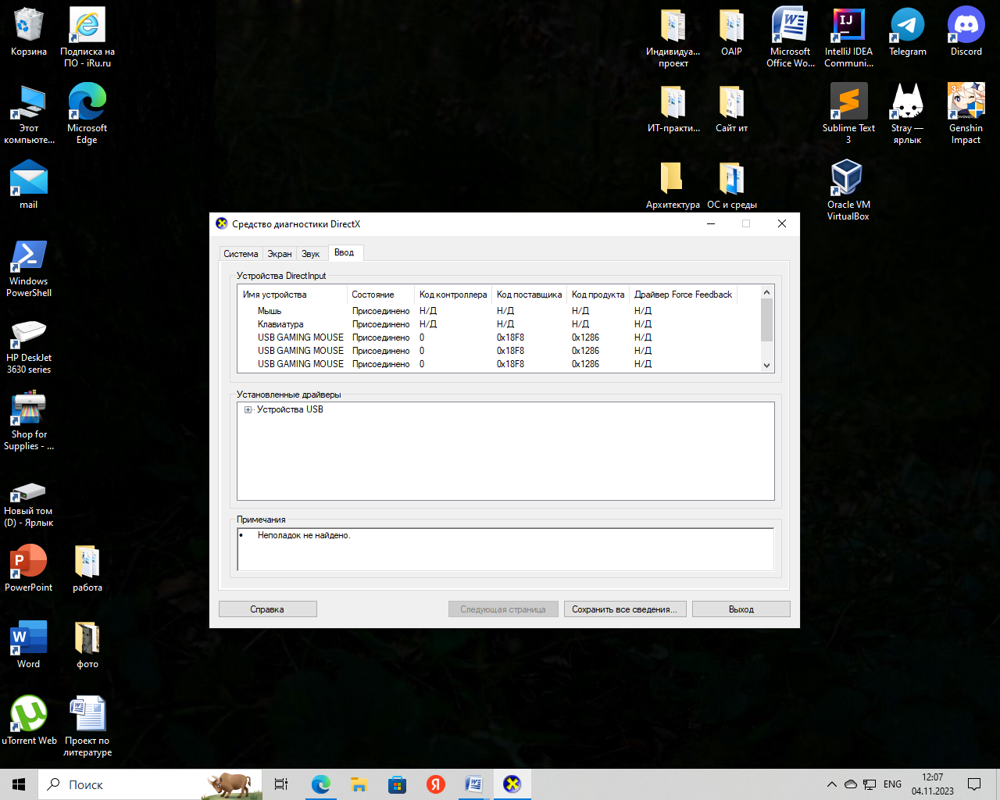 Корзина
Подписка на
ПО - iRu.ru
Индивидуа...
проект
ОАІР
Microsoft
Office Wo...
IntelliJ IDEA
Communi...
Telegram
Discord
Этот
компьюте...
Microsoft
Edge
ИТ-практи...
Сайт ит
Sublime Text
3
Stray —
ярлык
Genshin
Impact
mail
Архитектура
ОС и среды
Oracle VM
VirtualBox
Windows
PowerShell
HP DeskJet
3630 series
Shop for
Supplies - ...
Новый том
(D) - Ярлык
PowerPoint
работа
Word
фото
uTorrent Web
Проект по
литературе
Средство диагностики DirectX
Система Экран Звук Ввод
Устройства DirectInput
Имя устройства Состояние Код контроллера Код поставщика Код продукта Драйвер Force Feedback
Мышь Присоединено Н/Д Н/Д Н/Д Н/Д
Клавиатура Присоединено Н/Д Н/Д Н/Д Н/Д
USB GAMING MOUSE Присоединено 0 0x18F8 0x1286 Н/Д
USB GAMING MOUSE Присоединено 0 0x18F8 0x1286 Н/Д
USB GAMING MOUSE Присоединено 0 0x18F8 0x1286 Н/Д
Установленные драйверы
Устройства USB
Примечания
• Неполадок не найдено.
Справка Следующая страница Сохранить все сведения... Выход
Поиск
ENG
12:07
04.11.2023